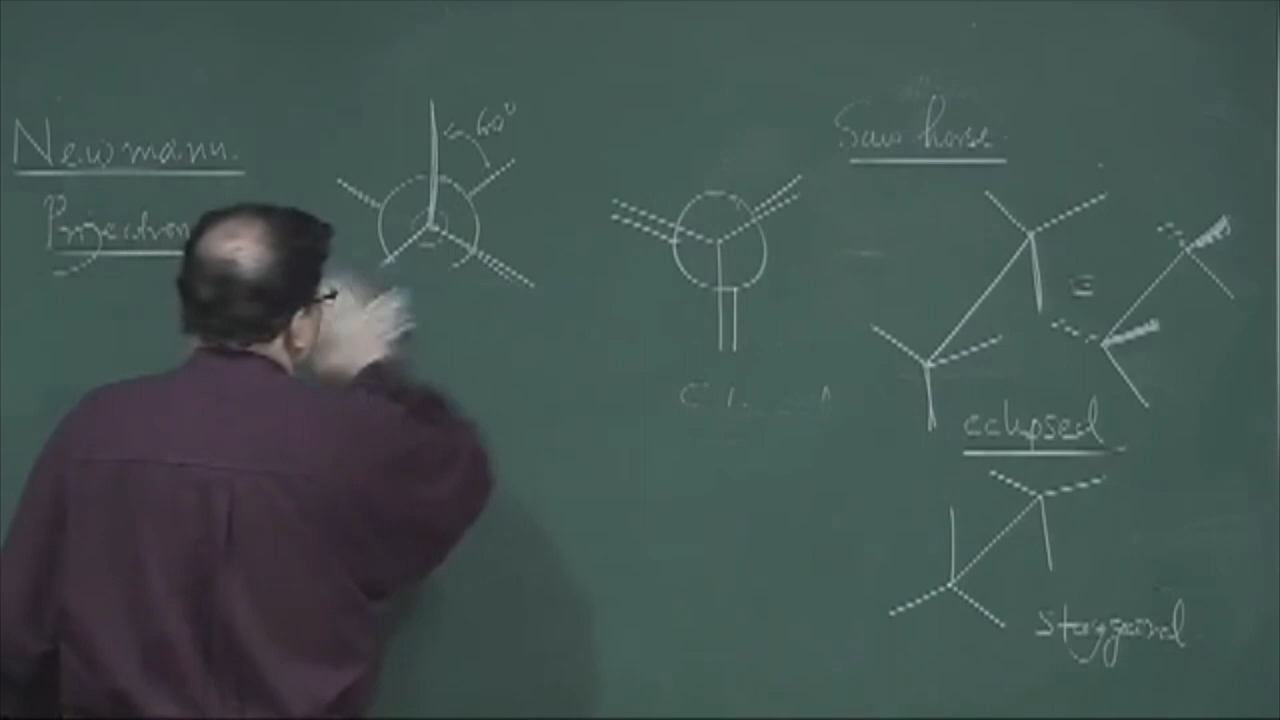 Newmann.
Projection
60°
Saw horse
=
eclipsed
staggered